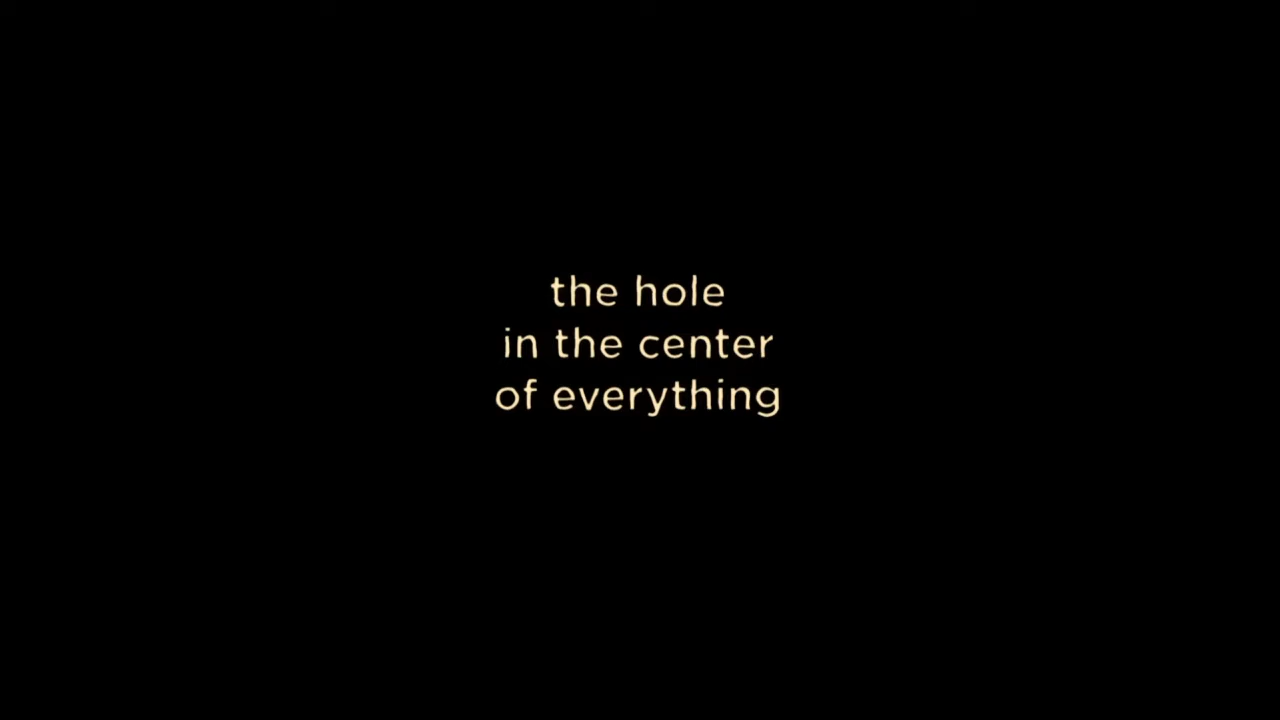 the hole
in the center
of everything